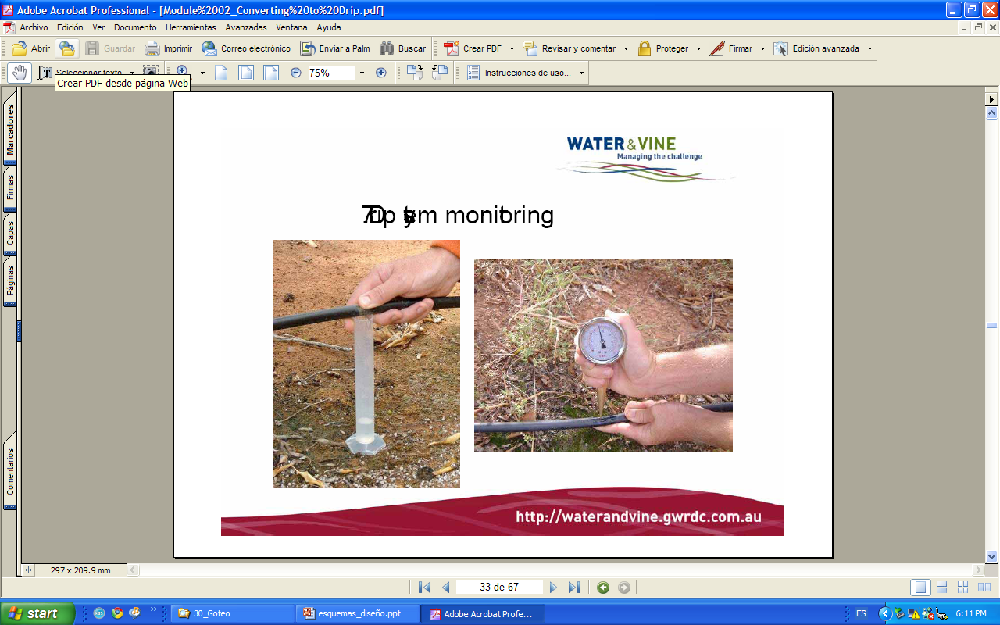 Adobe Acrobat Professional - [Module%2002_Converting%20to%20Drip.pdf]
Archivo Edición Ver Documento Herramientas Avanzadas Ventana Ayuda
Abrir Guardar Imprimir Correo electrónico Enviar a Palm Buscar Crear PDF Revisar y comentar Proteger Firmar Edición avanzada
Seleccionar texto 75% Instrucciones de uso...
Crear PDF desde página Web
Marcadores
Firmas
Capas
Páginas
Comentarios
WATER & VINE
Managing the challenge
7. Drip system monitoring
http://waterandvine.gwrdc.com.au
297 x 209.9 mm
33 de 67
start 30_Goteo esquemas_diseño.ppt Adobe Acrobat Profe... ES 6:11 PM